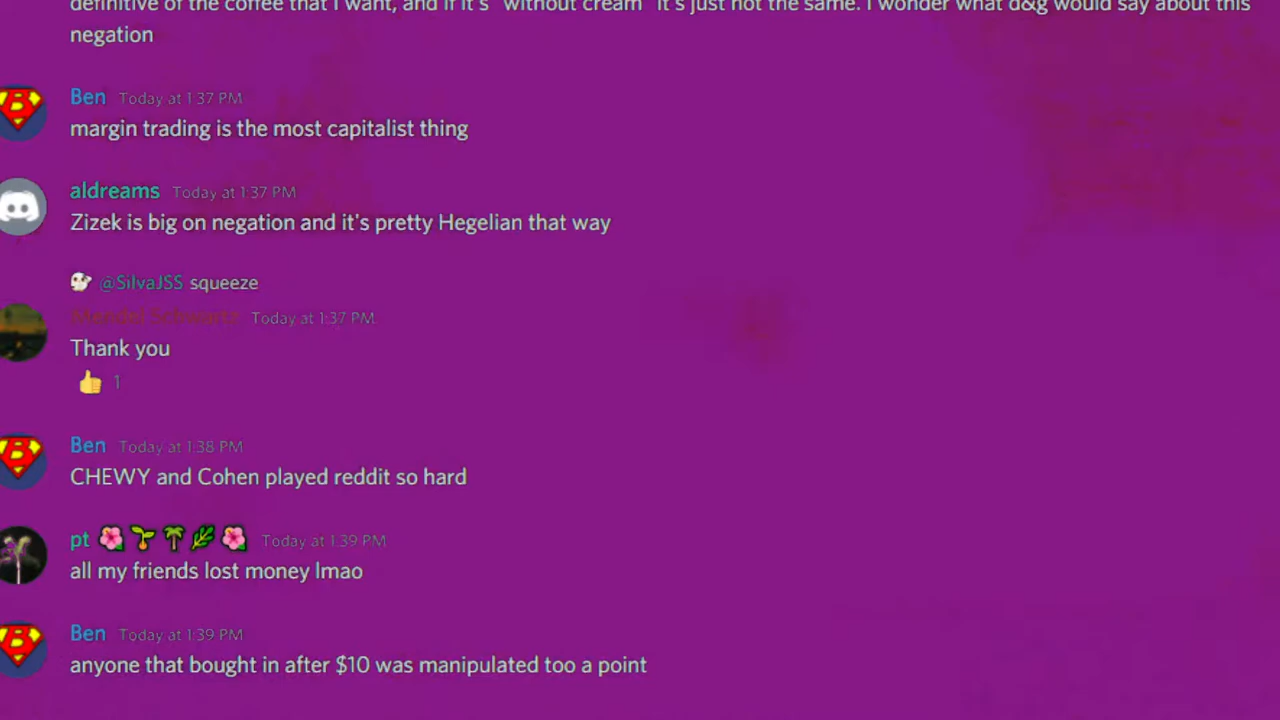 definitive of the coffee that I want, and if it's "without cream" it's just not the same. I wonder what d&g would say about this
negation
Ben Today at 1:37 PM
margin trading is the most capitalist thing
aldreams Today at 1:37 PM
Zizek is big on negation and it's pretty Hegelian that way
@SilvaJSS squeeze
Mandel Schwartz Today at 1:37 PM
Thank you
1
Ben Today at 1:38 PM
CHEWY and Cohen played reddit so hard
pt Today at 1:39 PM
all my friends lost money lmao
Ben Today at 1:39 PM
anyone that bought in after $10 was manipulated too a point